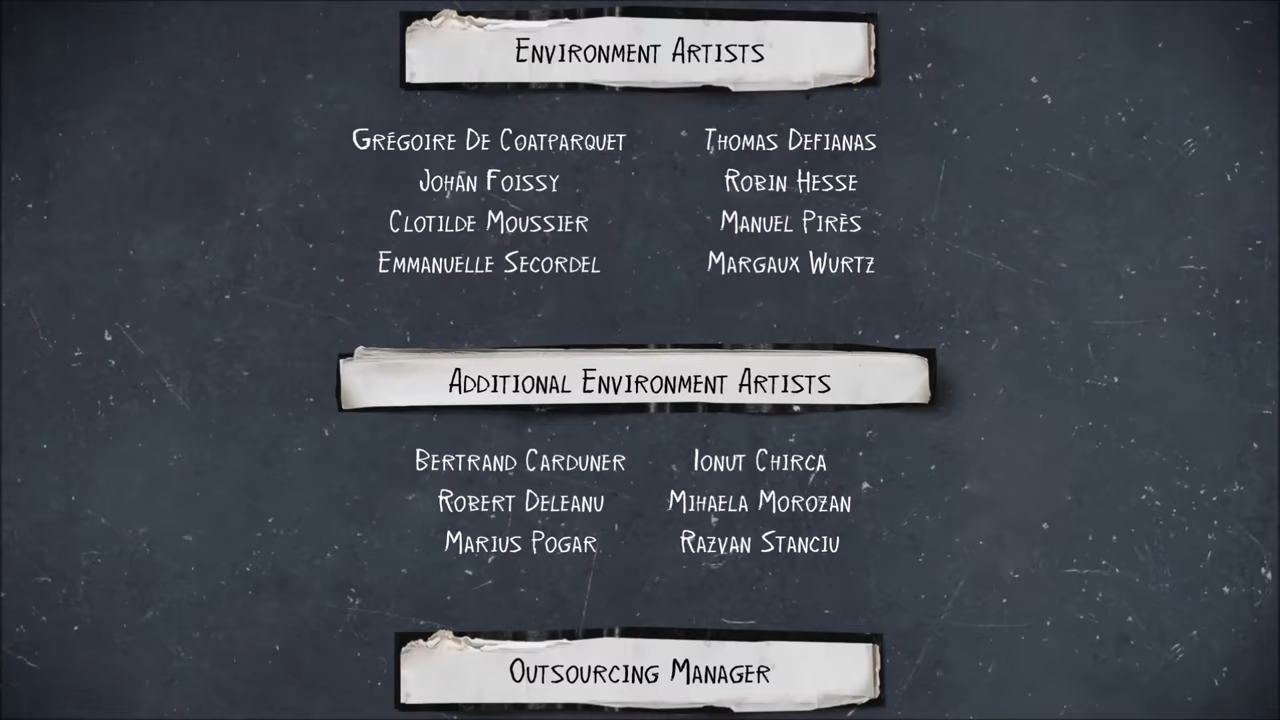 Environment Artists
Grégoire De Coatparquet Thomas Defianas
Johan Foissy Robin Hesse
Clotilde Moussier Manuel Pirès
Emmanuelle Secordel Margaux Wurtz
Additional Environment Artists
Bertrand Carduner Ionut Chirca
Robert Deleanu Mihaela Morozan
Marius Pogar Razvan Stanciu
Outsourcing Manager